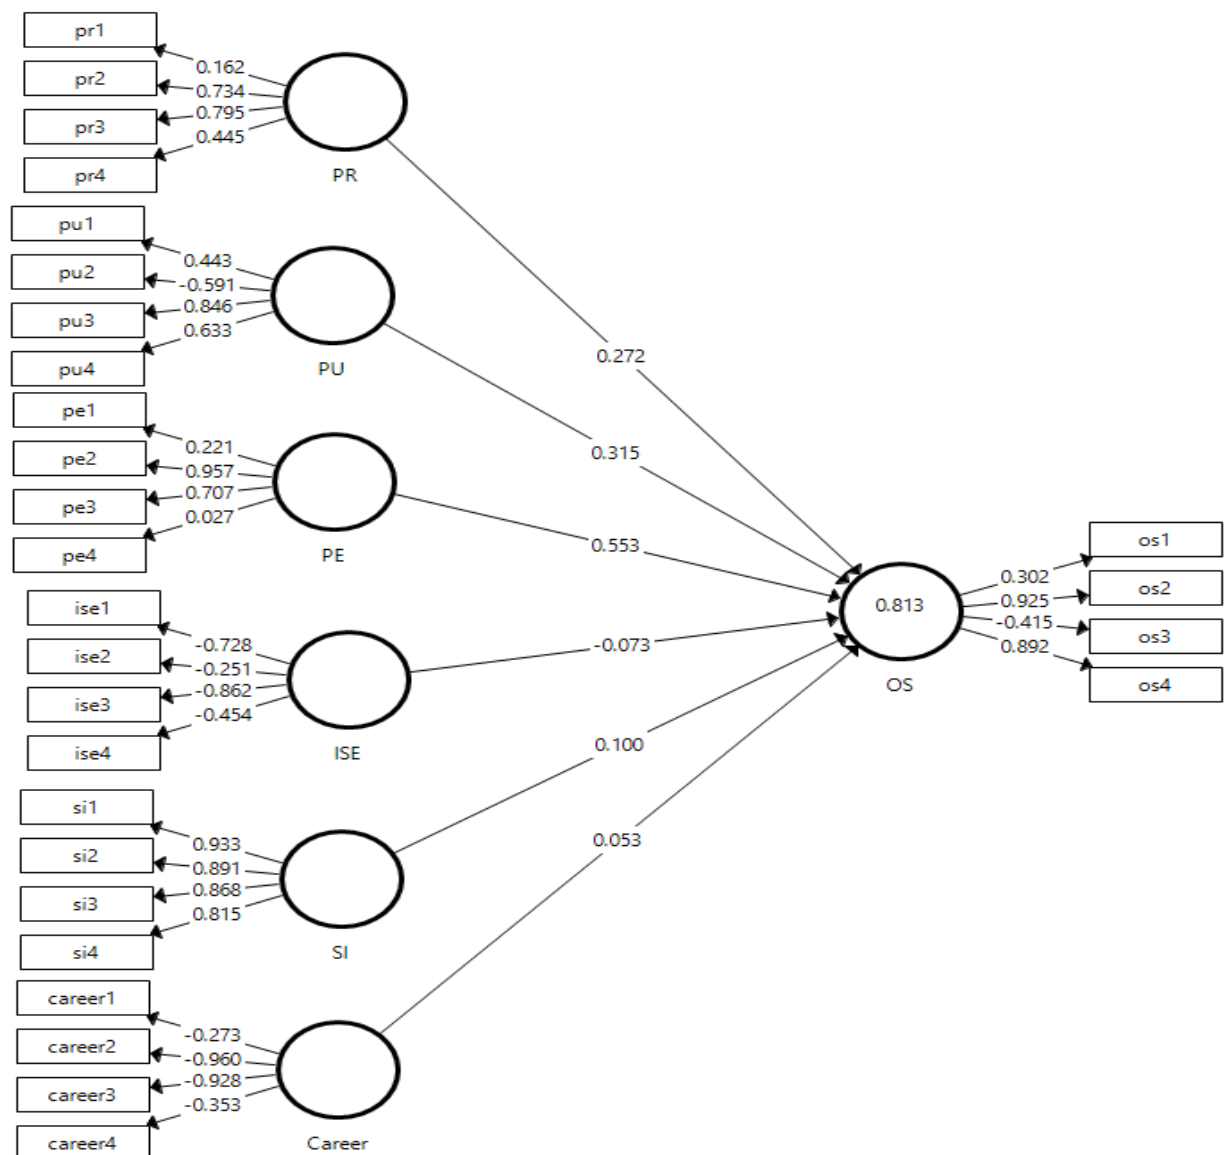 pr1
0.162
pr2
0.734
0.795
pr3
0.445
pr4
PR
pu1
0.443
pu2
-0.591
0.846
pu3
0.633
pu4
PU
0.272
0.315
pe1
0.221
pe2
0.957
0.707
pe3
0.027
pe4
PE
0.553
ise1
-0.728
ise2
-0.251
-0.862
ise3
-0.454
ise4
ISE
-0.073
0.813
OS
os1
0.302
os2
0.925
-0.415
os3
0.892
os4
si1
0.933
si2
0.891
0.868
si3
0.815
si4
SI
0.100
0.053
career1
-0.273
career2
-0.960
-0.928
career3
-0.353
career4
Career